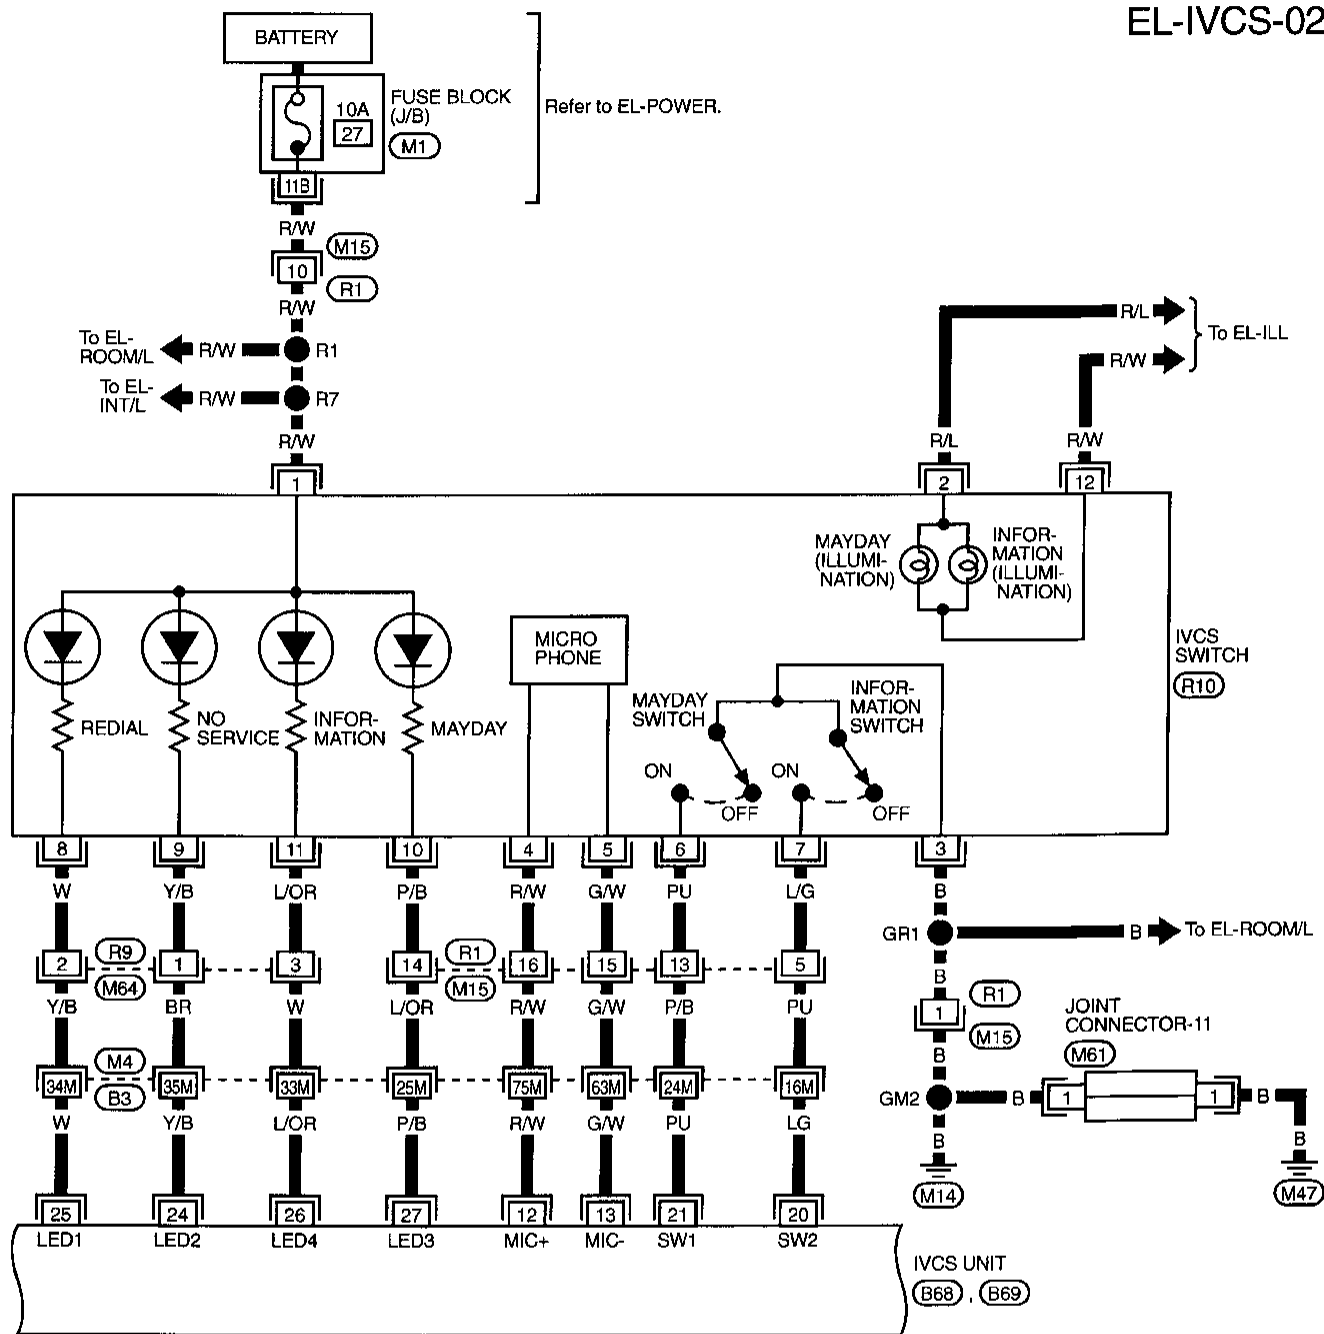 EL-IVCS-02
BATTERY
FUSE BLOCK
(J/B)
10A
27
M1
Refer to EL-POWER.
11B
R/W
M15
10
R1
R/W
To EL-
ROOM/L
R/W
R1
To EL-
INT/L
R/W
R7
R/W
1
R/L
R/W
To EL-ILL
R/L
R/W
2
12
MAYDAY
(ILLUMI-
NATION)
INFOR-
MATION
(ILLUMI-
NATION)
IVCS
SWITCH
R10
REDIAL
NO
SERVICE
INFOR-
MATION
MAYDAY
MICRO
PHONE
MAYDAY
SWITCH
INFOR-
MATION
SWITCH
ON
OFF
ON
OFF
8 9 11 10 4 5 6 7 3
W Y/B L/OR P/B R/W G/W PU L/G B
GR1
B
To EL-ROOM/L
R9
M64
R1
M15
2 1 3 14 16 15 13 5
B
Y/B BR W L/OR R/W G/W P/B PU
1
R1
M15
B
JOINT
CONNECTOR-11
M61
M4
B3
34M 35M 33M 25M 75M 63M 24M 16M
GM2
B
1
1
B
W Y/B L/OR P/B R/W G/W PU LG
B
B
M14
M47
25 24 26 27 12 13 21 20
LED1 LED2 LED4 LED3 MIC+ MIC- SW1 SW2
IVCS UNIT
B68 , B69